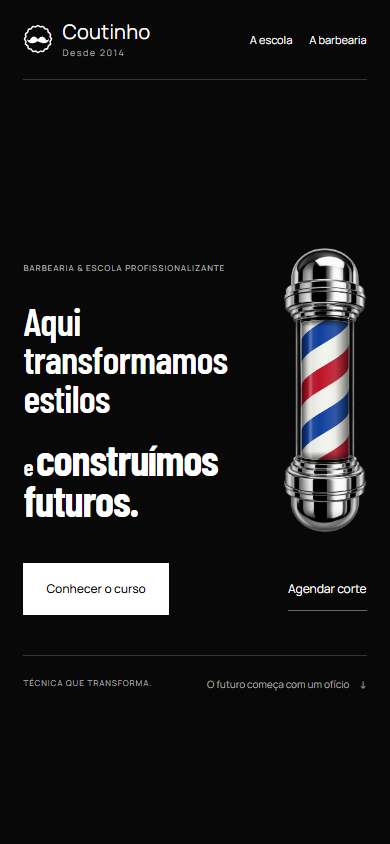 Coutinho
Desde 2014
A escola
A barbearia
BARBEARIA & ESCOLA PROFISSIONALIZANTE
Aqui
transformamos
estilos
e construímos
futuros.
Conhecer o curso
Agendar corte
TÉCNICA QUE TRANSFORMA.
O futuro começa com um ofício ↓